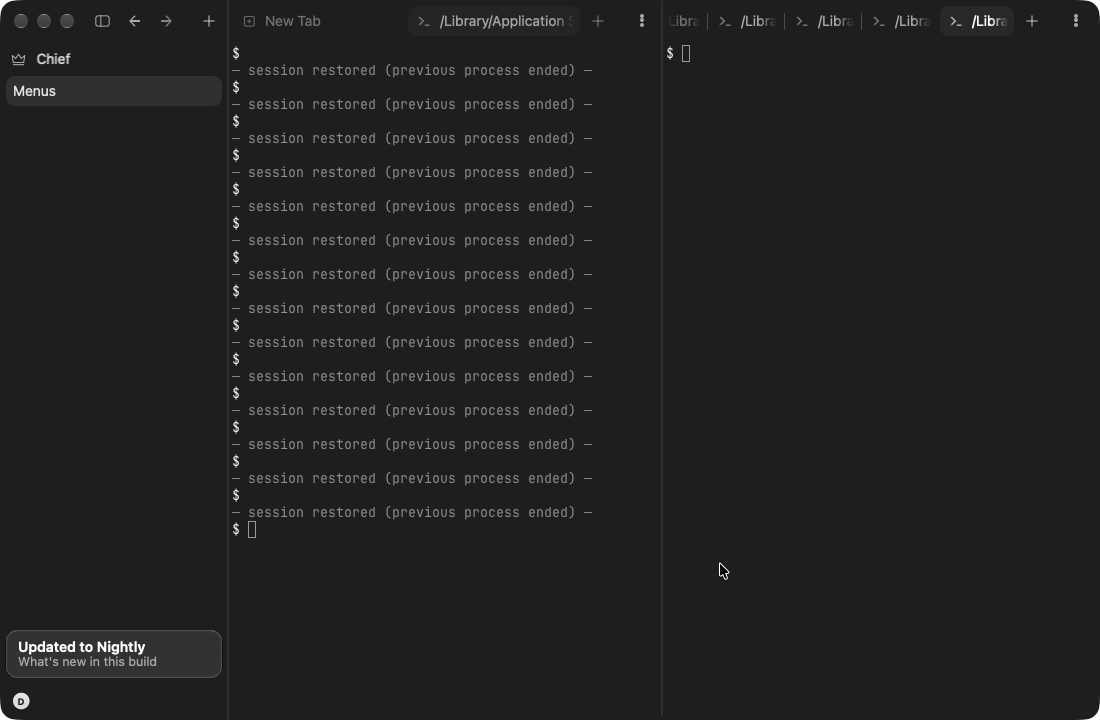 New Tab
/Library/Application
Libra
/Libra
/Libra
/Libra
/Libra
Chief
Menus
$
— session restored (previous process ended) —
$
— session restored (previous process ended) —
$
— session restored (previous process ended) —
$
— session restored (previous process ended) —
$
— session restored (previous process ended) —
$
— session restored (previous process ended) —
$
— session restored (previous process ended) —
$
— session restored (previous process ended) —
$
— session restored (previous process ended) —
$
— session restored (previous process ended) —
$
— session restored (previous process ended) —
$
— session restored (previous process ended) —
$
— session restored (previous process ended) —
$
— session restored (previous process ended) —
$
$
Updated to Nightly
What's new in this build
D